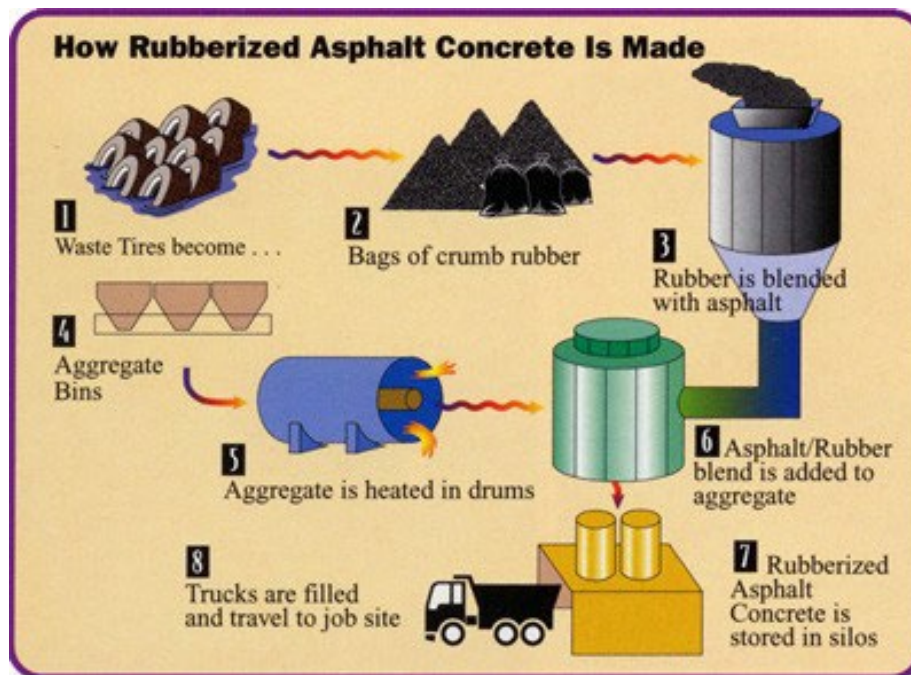 How Rubberized Asphalt Concrete Is Made
1
Waste Tires become . . .
2
Bags of crumb rubber
3
Rubber is blended
with asphalt
4
Aggregate
Bins
5
Aggregate is heated in drums
6 Asphalt/Rubber
blend is added to
aggregate
7 Rubberized
Asphalt
Concrete is
stored in silos
8
Trucks are filled
and travel to job site